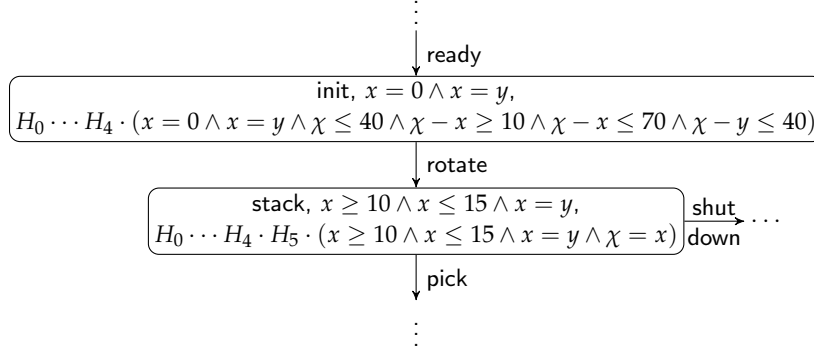 ⋮
ready
init, x = 0 ∧ x = y,
H₀ ⋯ H₄ · (x = 0 ∧ x = y ∧ χ ≤ 40 ∧ χ − x ≥ 10 ∧ χ − x ≤ 70 ∧ χ − y ≤ 40)
rotate
stack, x ≥ 10 ∧ x ≤ 15 ∧ x = y,
H₀ ⋯ H₄ · H₅ · (x ≥ 10 ∧ x ≤ 15 ∧ x = y ∧ χ = x)
shut
down
⋯
pick
⋮